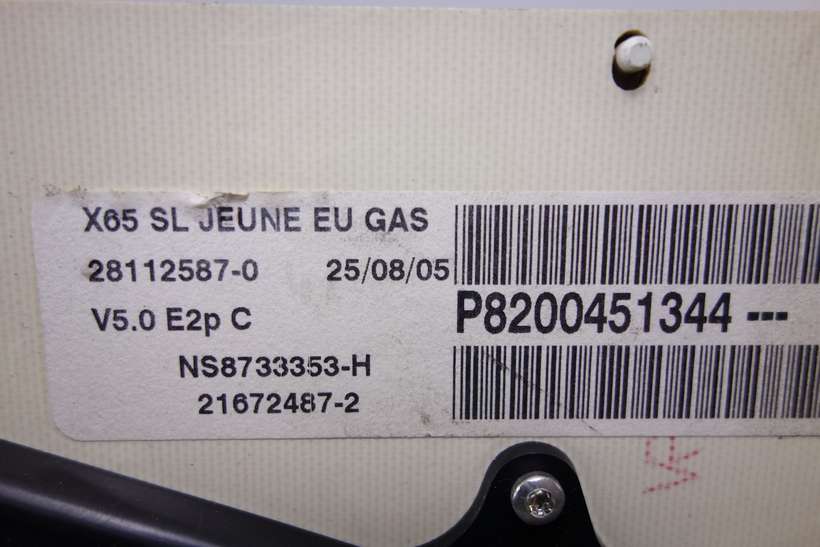 X65 SL JEUNE EU GAS
28112587-0 25/08/05
V5.0 E2p C
P8200451344 ---
NS8733353-H
21672487-2